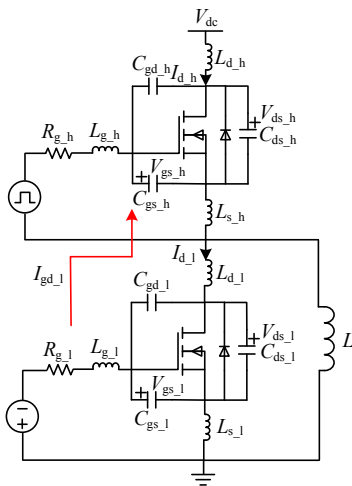 V_dc
L_d_h
C_gd_h
I_d_h
R_g_h
L_g_h
V_ds_h
C_ds_h
V_gs_h
C_gs_h
L_s_h
I_d_l
I_gd_l
L_d_l
C_gd_l
L
R_g_l
L_g_l
V_ds_l
C_ds_l
V_gs_l
C_gs_l
L_s_l